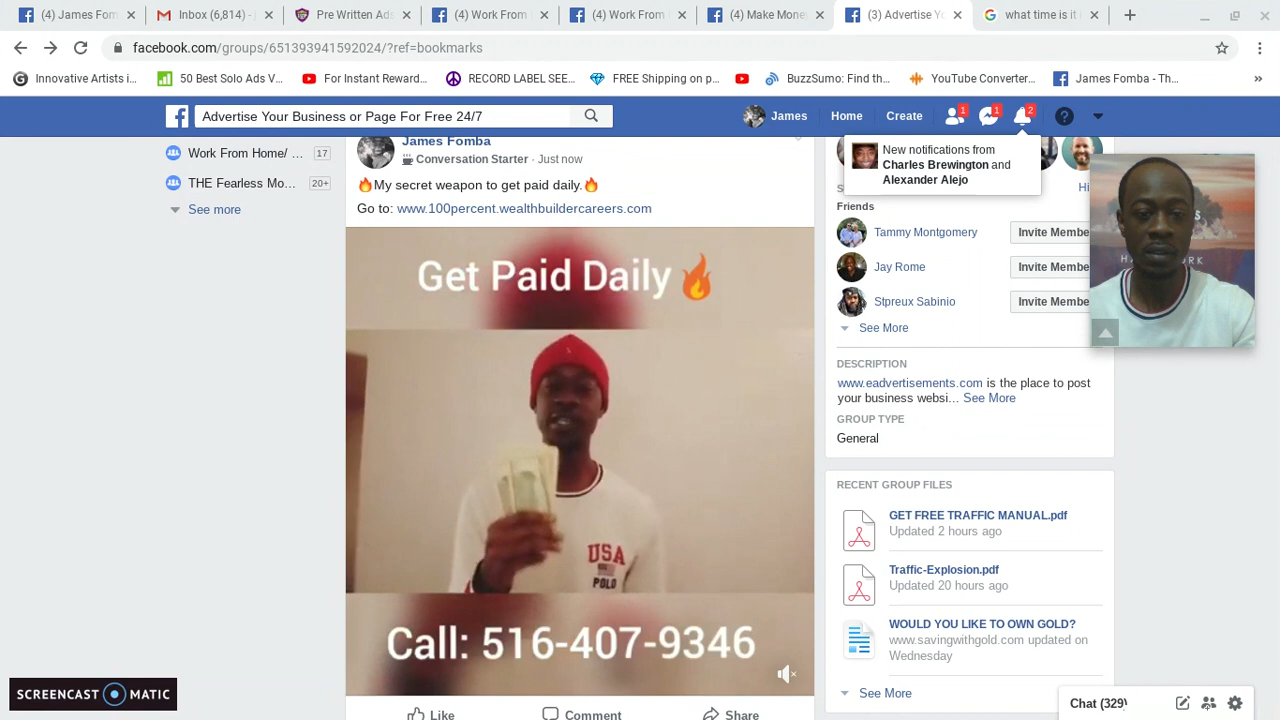 (4) James Fom
Inbox (6,814) -
Pre Written Ads
(4) Work From
(4) Work From
(4) Make Mone
(3) Advertise Yo
what time is it i
facebook.com/groups/651393941592024/?ref=bookmarks
Innovative Artists i...
50 Best Solo Ads V...
For Instant Reward...
RECORD LABEL SEE...
FREE Shipping on p...
BuzzSumo: Find th...
YouTube Converter...
James Fomba - Th...
»
Advertise Your Business or Page For Free 24/7
James
Home
Create
1
1
2
Work From Home/ ...
17
THE Fearless Mo...
20+
See more
James Fomba
Conversation Starter · Just now
🔥My secret weapon to get paid daily.🔥
Go to: www.100percent.wealthbuildercareers.com
Get Paid Daily🔥
USA
POLO
Call: 516-407-9346
Like
Comment
Share
New notifications from
Charles Brewington and
Alexander Alejo
S
Hi
Friends
Tammy Montgomery
Invite Membe
Jay Rome
Invite Membe
Stpreux Sabinio
Invite Membe
See More
DESCRIPTION
www.eadvertisements.com is the place to post
your business websi... See More
GROUP TYPE
General
RECENT GROUP FILES
GET FREE TRAFFIC MANUAL.pdf
Updated 2 hours ago
Traffic-Explosion.pdf
Updated 20 hours ago
WOULD YOU LIKE TO OWN GOLD?
www.savingwithgold.com updated on
Wednesday
See More
Chat (329)
SCREENCAST MATIC